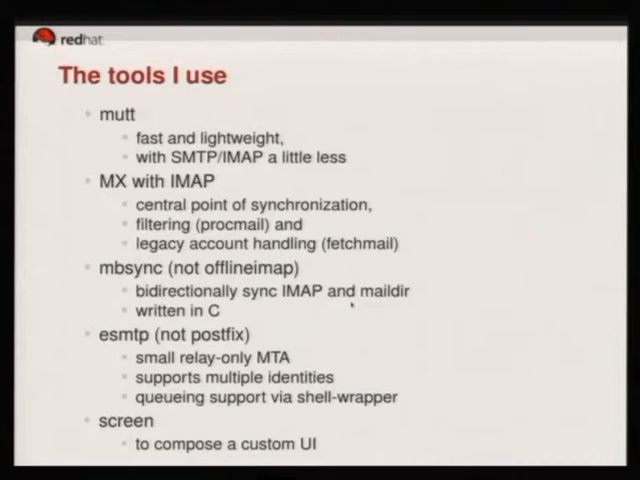 redhat
The tools I use
mutt
fast and lightweight,
with SMTP/IMAP a little less
MX with IMAP
central point of synchronization,
filtering (procmail) and
legacy account handling (fetchmail)
mbsync (not offlineimap)
bidirectionally sync IMAP and maildir
written in C
esmtp (not postfix)
small relay-only MTA
supports multiple identities
queueing support via shell-wrapper
screen
to compose a custom UI